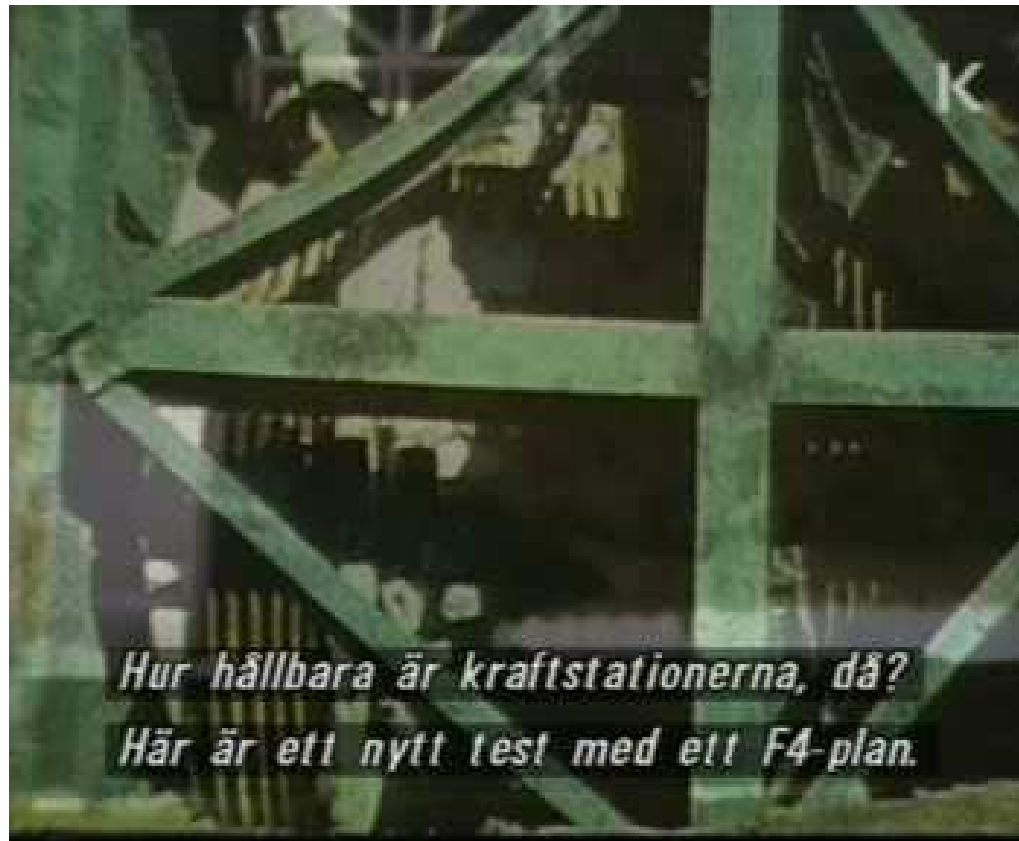 K
Hur hållbara är kraftstationerna, då?
Här är ett nytt test med ett F4-plan.